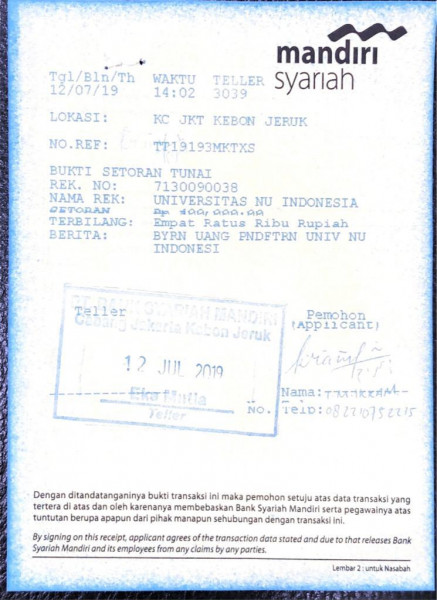 mandiri
syariah
Tgl/Bln/Th WAKTU TELLER
12/07/19 14:02 3039
LOKASI: KC JKT KEBON JERUK
NO.REF: TT19193MKTXS
BUKTI SETORAN TUNAI
REK. NO: 7130090038
NAMA REK: UNIVERSITAS NU INDONESIA
SETORAN Rp 400,000.00
TERBILANG: Empat Ratus Ribu Rupiah
BERITA: BYRN UANG PNDFTRN UNIV NU
INDONESI
Teller Pemohon
(Applicant)
PT. BANK SYARIAH MANDIRI
Cabang Jakarta Kebon Jeruk
12 JUL 2019
Eka Mulia
Teller
Nama:
No. Telp:
Dengan ditandatanganinya bukti transaksi ini maka pemohon setuju atas data transaksi yang
tertera di atas dan oleh karenanya membebaskan Bank Syariah Mandiri serta pegawainya atas
tuntutan berupa apapun dari pihak manapun sehubungan dengan transaksi ini.
By signing on this receipt, applicant agrees of the transaction data stated and due to that releases Bank
Syariah Mandiri and its employees from any claims by any parties.
Lembar 2 : untuk Nasabah